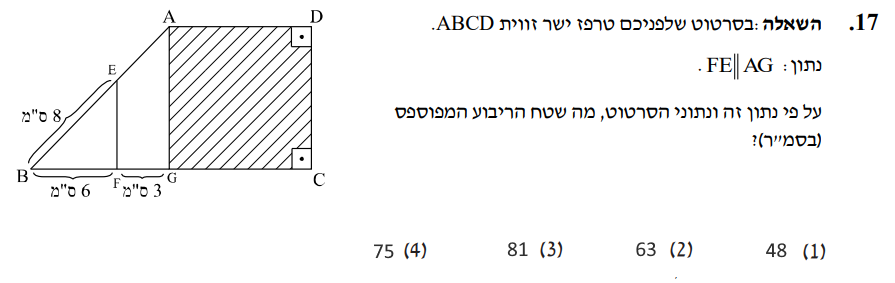 .17 השאלה: בסרטוט שלפניכם טרפז ישר זווית ABCD.
נתון: FE∥AG.
על פי נתון זה ונתוני הסרטוט, מה שטח הריבוע המפוספס
(בסמ״ר)?
A D
E
8 ס"מ
B F G C
6 ס"מ 3 ס"מ
(1) 48 (2) 63 (3) 81 (4) 75